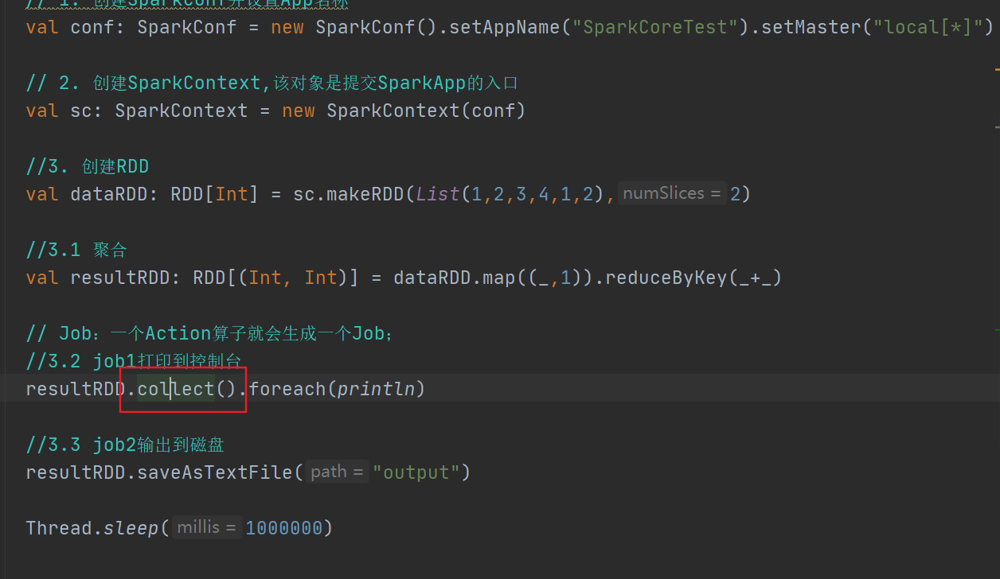 // 1. 创建SparkConf并设置App名称
val conf: SparkConf = new SparkConf().setAppName("SparkCoreTest").setMaster("local[*]")
// 2. 创建SparkContext,该对象是提交SparkApp的入口
val sc: SparkContext = new SparkContext(conf)
//3. 创建RDD
val dataRDD: RDD[Int] = sc.makeRDD(List(1,2,3,4,1,2), numSlices = 2)
//3.1 聚合
val resultRDD: RDD[(Int, Int)] = dataRDD.map((_,1)).reduceByKey(_+_)
// Job：一个Action算子就会生成一个Job；
//3.2 job1打印到控制台
resultRDD.collect().foreach(println)
//3.3 job2输出到磁盘
resultRDD.saveAsTextFile( path = "output")
Thread.sleep( millis = 1000000)